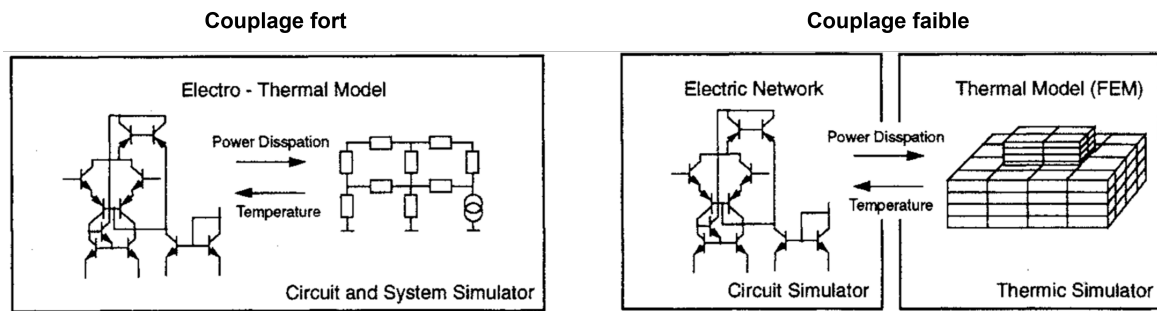 Couplage fort
Couplage faible
Electro - Thermal Model
Power Disspation
Temperature
Circuit and System Simulator
Electric Network
Thermal Model (FEM)
Power Disspation
Temperature
Circuit Simulator
Thermic Simulator